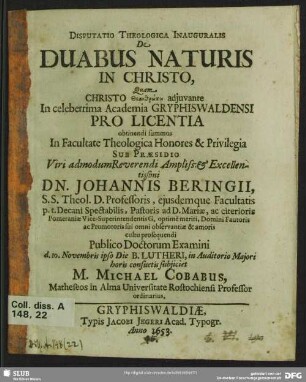 Disputatio Theologica Inauguralis
De
DUABUS NATURIS
IN CHRISTO,
Quam
CHRISTO Θεανθρώπῳ adjuvante
In celeberrima Academia GRYPHISWALDENSI
PRO LICENTIA
obtinendi summos
In Facultate Theologica Honores & Privilegia
SUB PRÆSIDIO
Viri admodum Reverendi Ampliss: & Excellen-
tissimi
DN. JOHANNIS BERINGII,
S.S. Theol. D. Professoris, ejusdemque Facultatis
p. t. Decani Spectabilis, Pastoris ad D. Mariæ, ac citerioris
Pomeraniæ Vice-Superintendentis, Domini Fautoris
ac Promotoris sui omni observantiæ & amoris
cultu prosequendi
Publico Doctorum Examini
Novembris ipso Die B. LUTHERI, in Auditorio Majori
horis consuetis subjiciet
M. MICHAEL COBABUS,
Matheseos in Alma Universitate Rostochiensi Professor
ordinarius,
GRYPHISWALDIÆ,
Typis Jacobi Jegeri Acad. Typogr.
Anno 1653.
Coll. diss. A
148, 22
SLUB